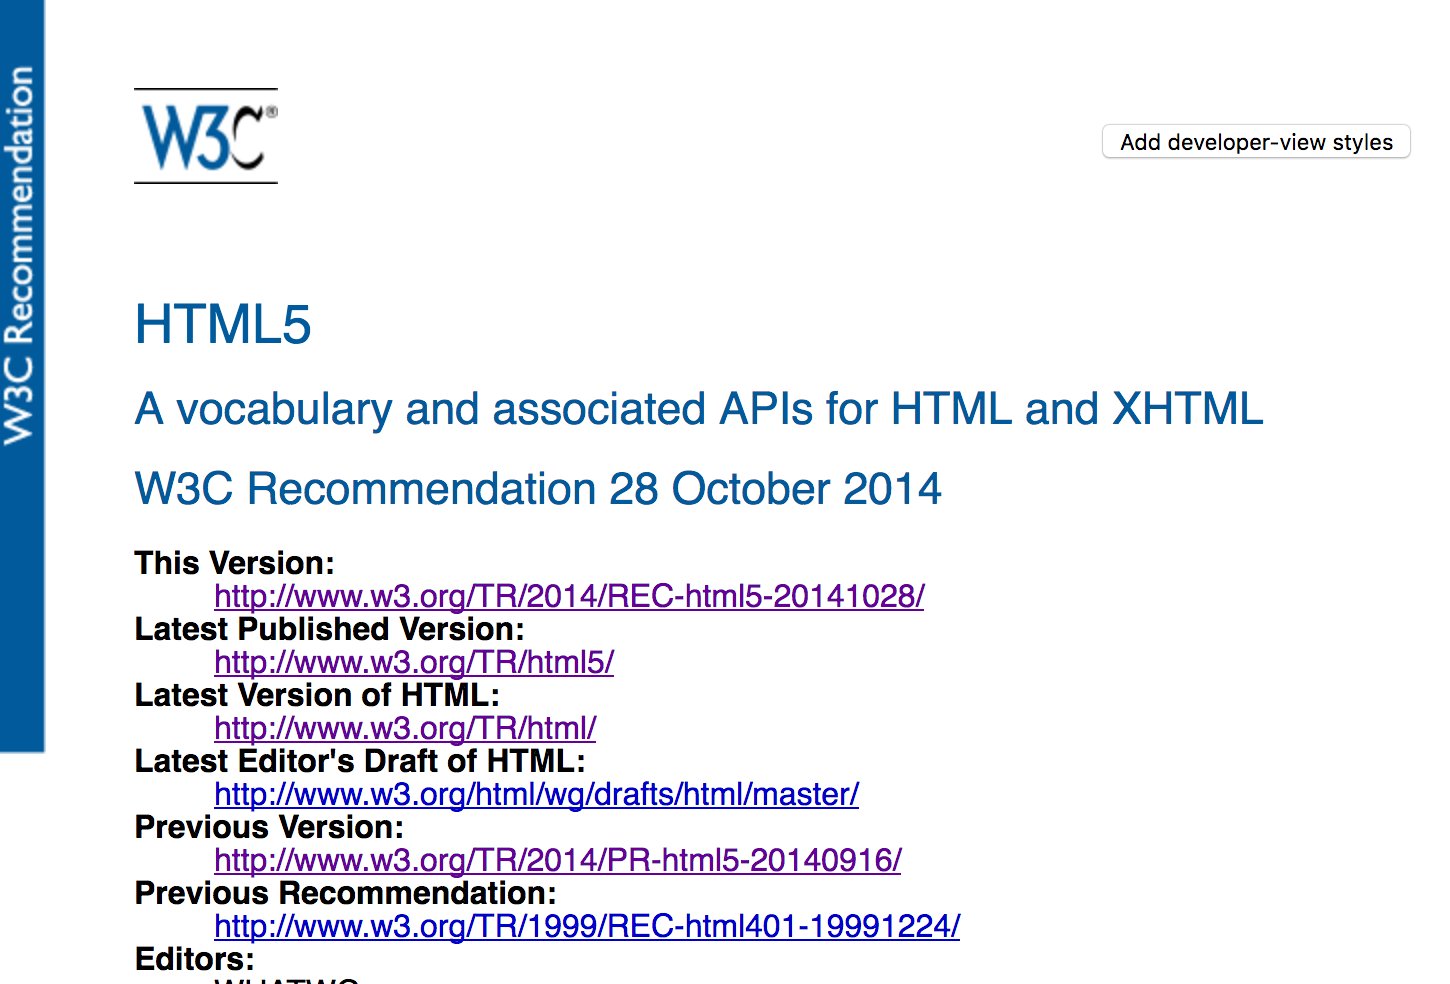 W3C Recommendation
W3C®
Add developer-view styles
HTML5
A vocabulary and associated APIs for HTML and XHTML
W3C Recommendation 28 October 2014
This Version:
http://www.w3.org/TR/2014/REC-html5-20141028/
Latest Published Version:
http://www.w3.org/TR/html5/
Latest Version of HTML:
http://www.w3.org/TR/html/
Latest Editor's Draft of HTML:
http://www.w3.org/html/wg/drafts/html/master/
Previous Version:
http://www.w3.org/TR/2014/PR-html5-20140916/
Previous Recommendation:
http://www.w3.org/TR/1999/REC-html401-19991224/
Editors: